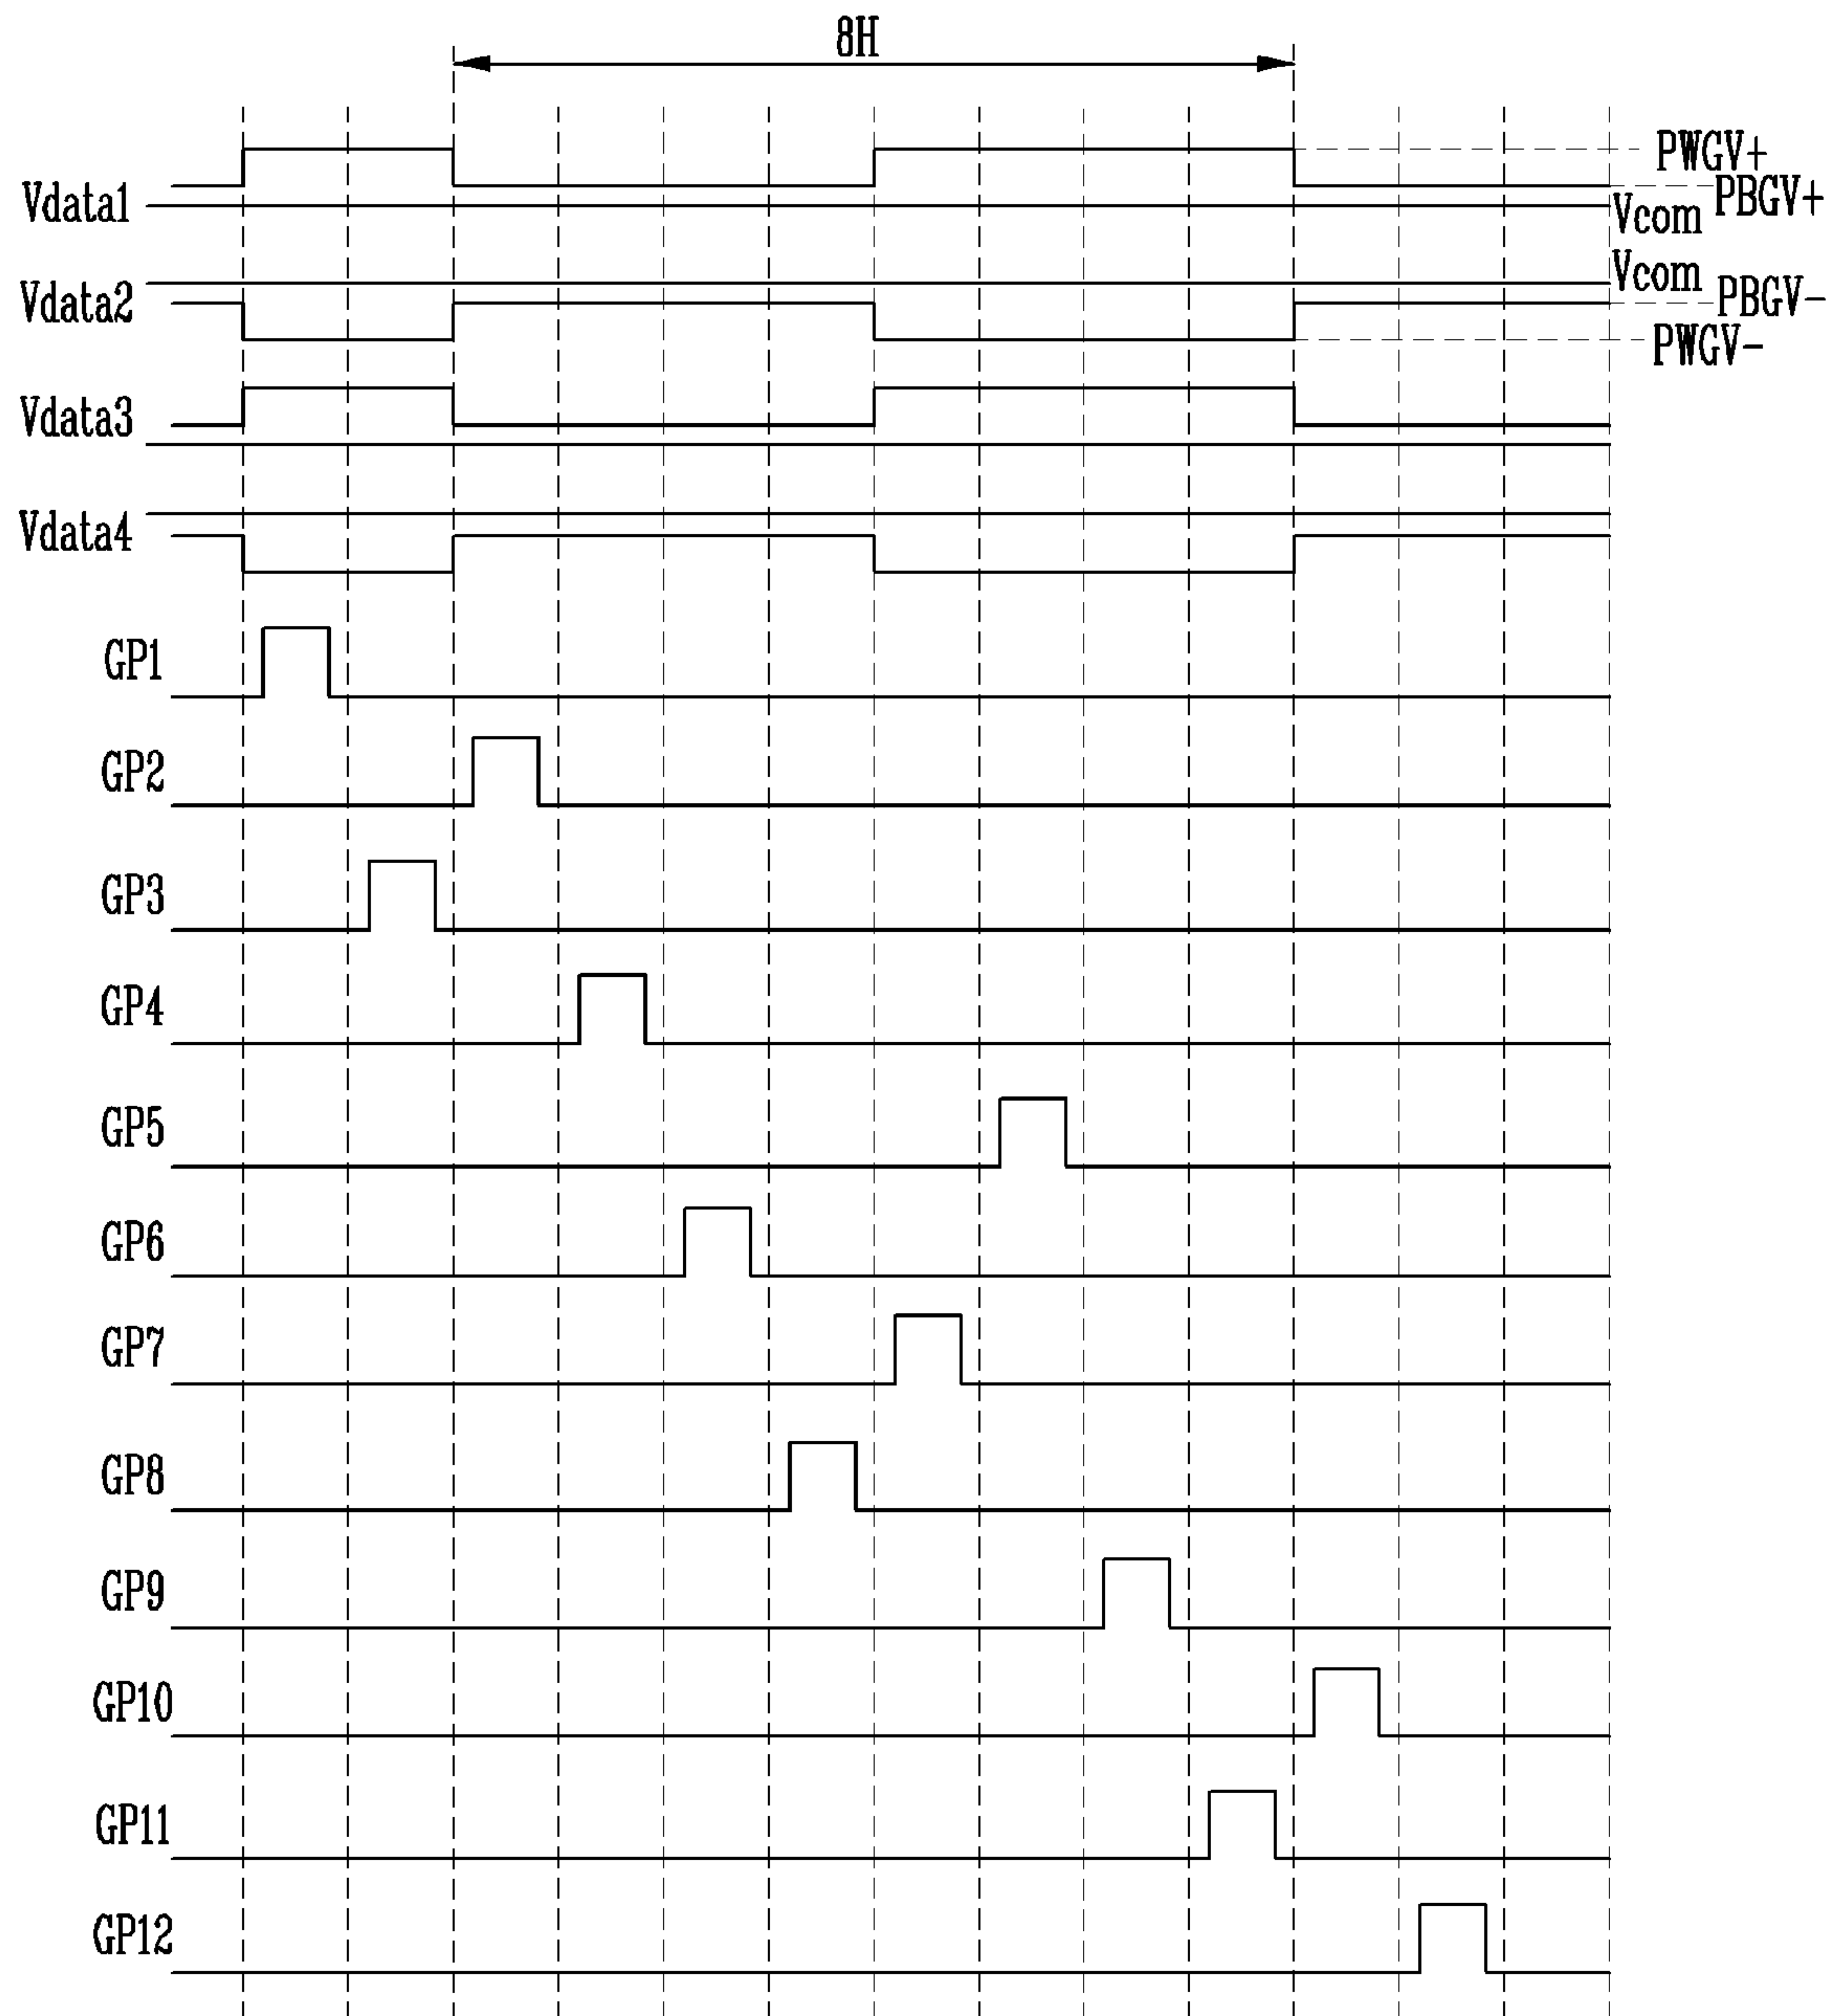 8H
PWGV+
Vdata1
PBGV+
Vcom
Vcom
Vdata2
PBGV-
PWGV-
Vdata3
Vdata4
GP1
GP2
GP3
GP4
GP5
GP6
GP7
GP8
GP9
GP10
GP11
GP12